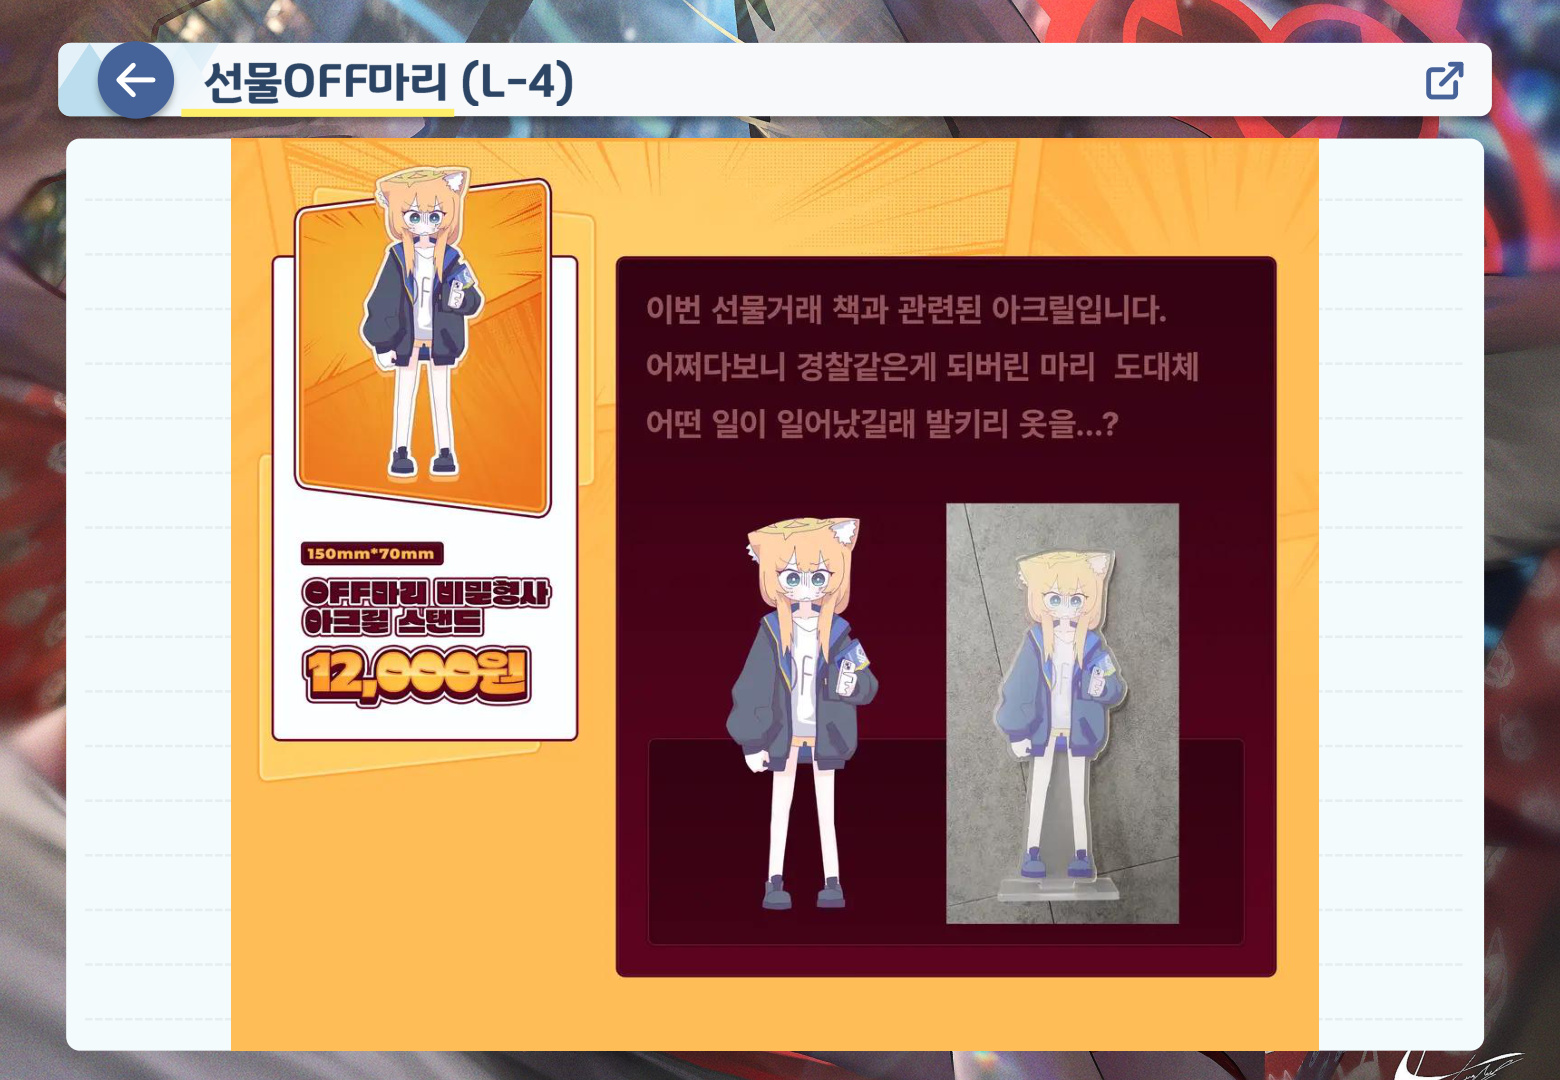 선물OFF마리 (L-4)
150mm*70mm
OFF마리 비밀형사
아크릴 스탠드
12,000원
이번 선물거래 책과 관련된 아크릴입니다.
어쩌다보니 경찰같은게 되버린 마리 도대체
어떤 일이 일어났길래 발키리 옷을...?